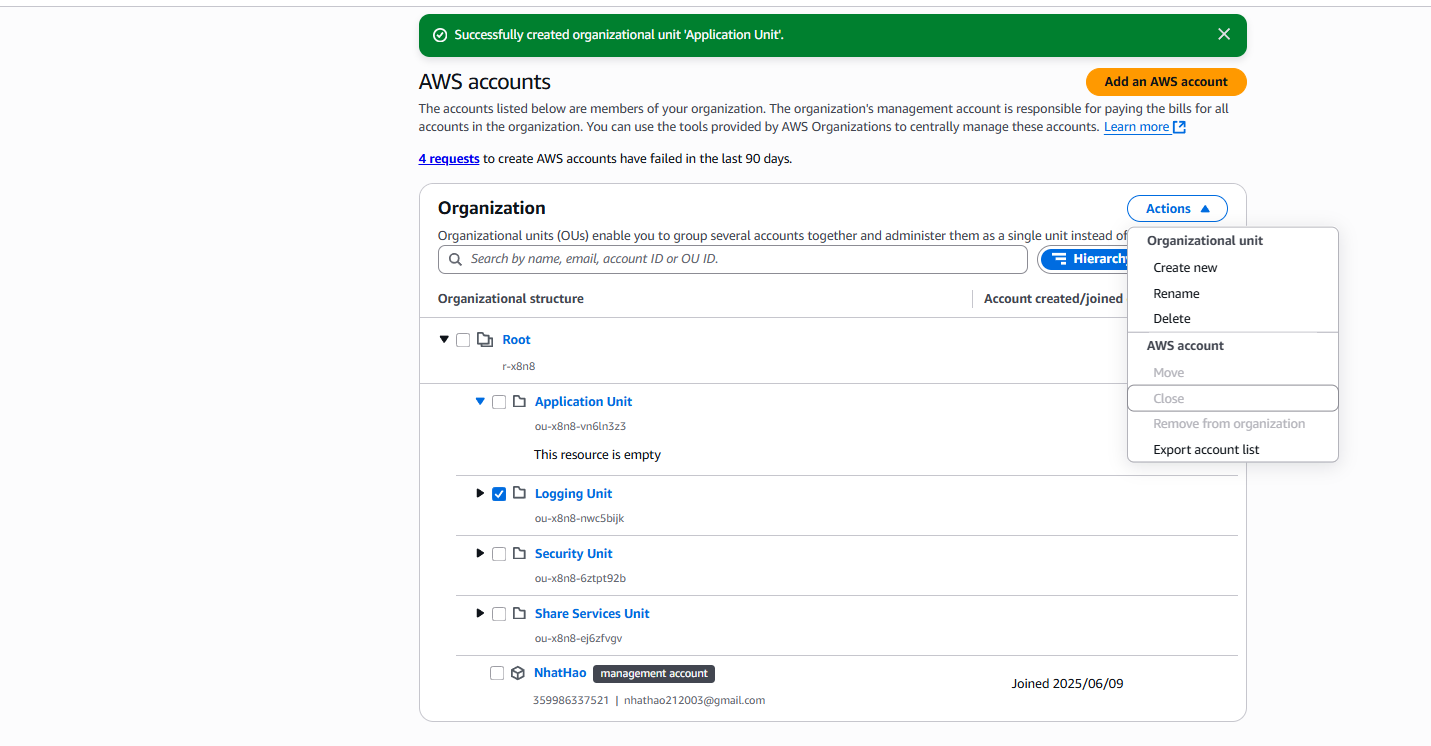 Successfully created organizational unit 'Application Unit'.
AWS accounts
Add an AWS account
The accounts listed below are members of your organization. The organization's management account is responsible for paying the bills for all
accounts in the organization. You can use the tools provided by AWS Organizations to centrally manage these accounts. Learn more
4 requests to create AWS accounts have failed in the last 90 days.
Organization
Actions
Organizational units (OUs) enable you to group several accounts together and administer them as a single unit instead of
Search by name, email, account ID or OU ID.
Hierarchy
Organizational structure
Account created/joined
Organizational unit
Create new
Rename
Delete
AWS account
Move
Close
Remove from organization
Export account list
Root
r-x8n8
Application Unit
ou-x8n8-vn6ln3z3
This resource is empty
Logging Unit
ou-x8n8-nwc5bijk
Security Unit
ou-x8n8-6ztpt92b
Share Services Unit
ou-x8n8-ej6zfvgv
NhatHao management account
Joined 2025/06/09
359986337521 | nhathao212003@gmail.com